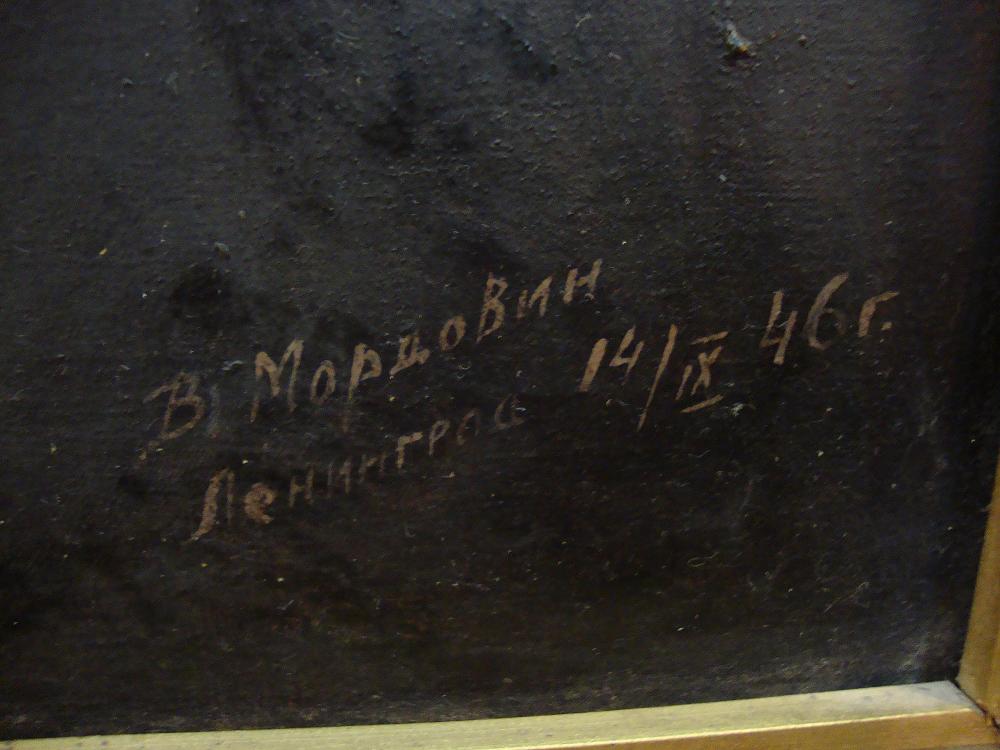 В. Мордовин
Ленинград
14/IX 46г.